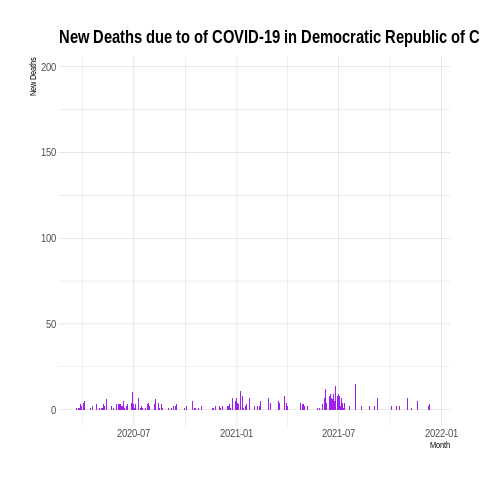 New Deaths due to of COVID-19 in Democratic Republic of C
New Deaths
200
150
100
50
0
2020-07 2021-01 2021-07 2022-01
Month